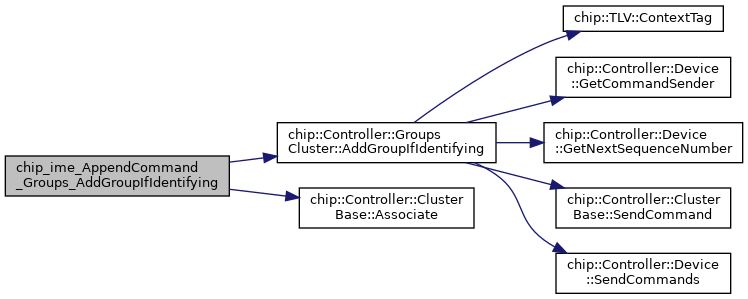 chip_ime_AppendCommand
_Groups_AddGroupIfIdentifying
chip::Controller::Groups
Cluster::AddGroupIfIdentifying
chip::Controller::Cluster
Base::Associate
chip::TLV::ContextTag
chip::Controller::Device
::GetCommandSender
chip::Controller::Device
::GetNextSequenceNumber
chip::Controller::Cluster
Base::SendCommand
chip::Controller::Device
::SendCommands